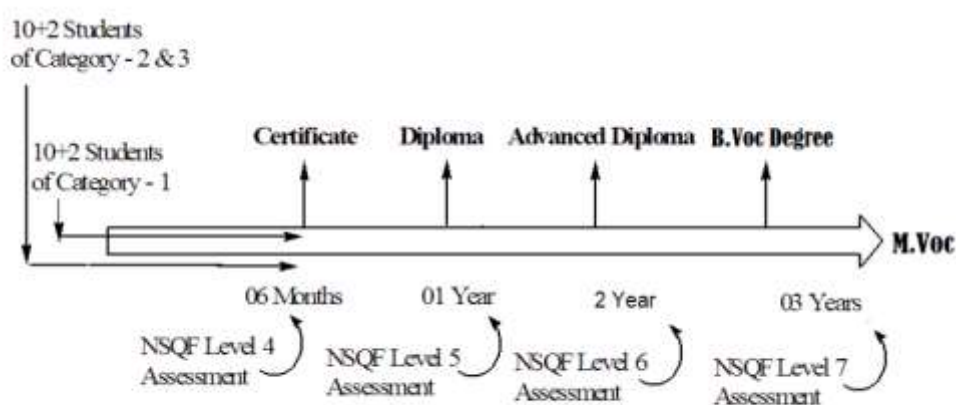 10+2 Students
of Category - 2 & 3
10+2 Students
of Category - 1
Certificate
Diploma
Advanced Diploma
B.Voc Degree
M.Voc
06 Months
01 Year
2 Year
03 Years
NSQF Level 4
Assessment
NSQF Level 5
Assessment
NSQF Level 6
Assessment
NSQF Level 7
Assessment